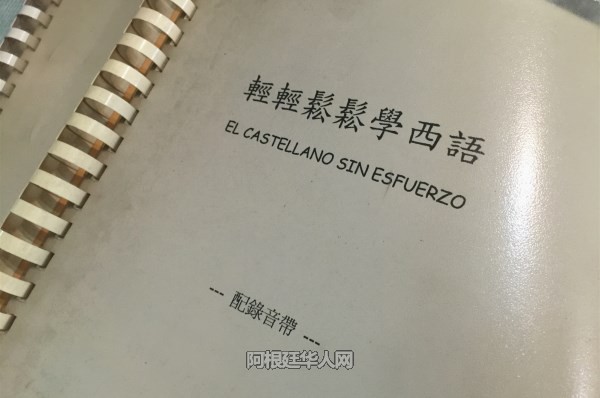 輕輕鬆鬆學西語
EL CASTELLANO SIN ESFUERZO
--- 配錄音帶 ---
阿根廷华人网